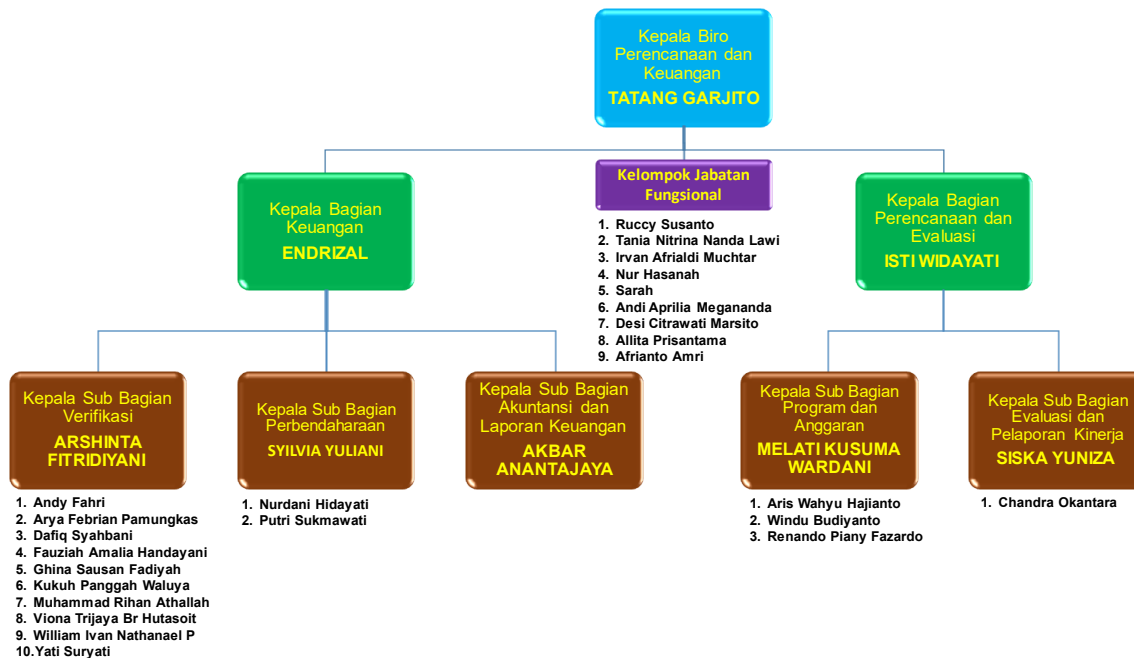 Kepala Biro
Perencanaan dan
Keuangan
TATANG GARJITO
Kelompok Jabatan
Fungsional
1. Ruccy Susanto
2. Tania Nitrina Nanda Lawi
3. Irvan Afrialdi Muchtar
4. Nur Hasanah
5. Sarah
6. Andi Aprilia Megananda
7. Desi Citrawati Marsito
8. Allita Prisantama
9. Afrianto Amri
Kepala Bagian
Keuangan
ENDRIZAL
Kepala Bagian
Perencanaan dan
Evaluasi
ISTI WIDAYATI
Kepala Sub Bagian
Verifikasi
ARSHINTA
FITRIDIYANI
1. Andy Fahri
2. Arya Febrian Pamungkas
3. Dafiq Syahbani
4. Fauziah Amalia Handayani
5. Ghina Sausan Fadiyah
6. Kukuh Panggah Waluya
7. Muhammad Rihan Athallah
8. Viona Trijaya Br Hutasoit
9. William Ivan Nathanael P
10.Yati Suryati
Kepala Sub Bagian
Perbendaharaan
SYILVIA YULIANI
1. Nurdani Hidayati
2. Putri Sukmawati
Kepala Sub Bagian
Akuntansi dan
Laporan Keuangan
AKBAR
ANANTAJAYA
Kepala Sub Bagian
Program dan
Anggaran
MELATI KUSUMA
WARDANI
1. Aris Wahyu Hajianto
2. Windu Budiyanto
3. Renando Piany Fazardo
Kepala Sub Bagian
Evaluasi dan
Pelaporan Kinerja
SISKA YUNIZA
1. Chandra Okantara